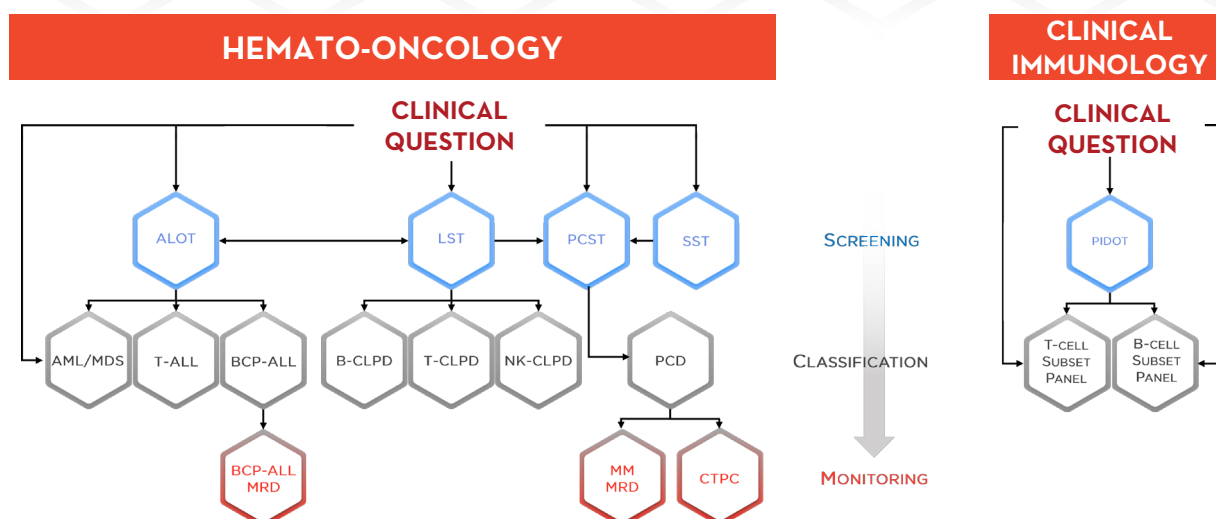 HEMATO-ONCOLOGY
CLINICAL
IMMUNOLOGY
CLINICAL
QUESTION
CLINICAL
QUESTION
ALOT
LST
PCST
SST
SCREENING
PIDOT
AML/MDS
T-ALL
BCP-ALL
B-CLPD
T-CLPD
NK-CLPD
PCD
CLASSIFICATION
T-CELL
SUBSET
PANEL
B-CELL
SUBSET
PANEL
BCP-ALL
MRD
MM
MRD
CTPC
MONITORING